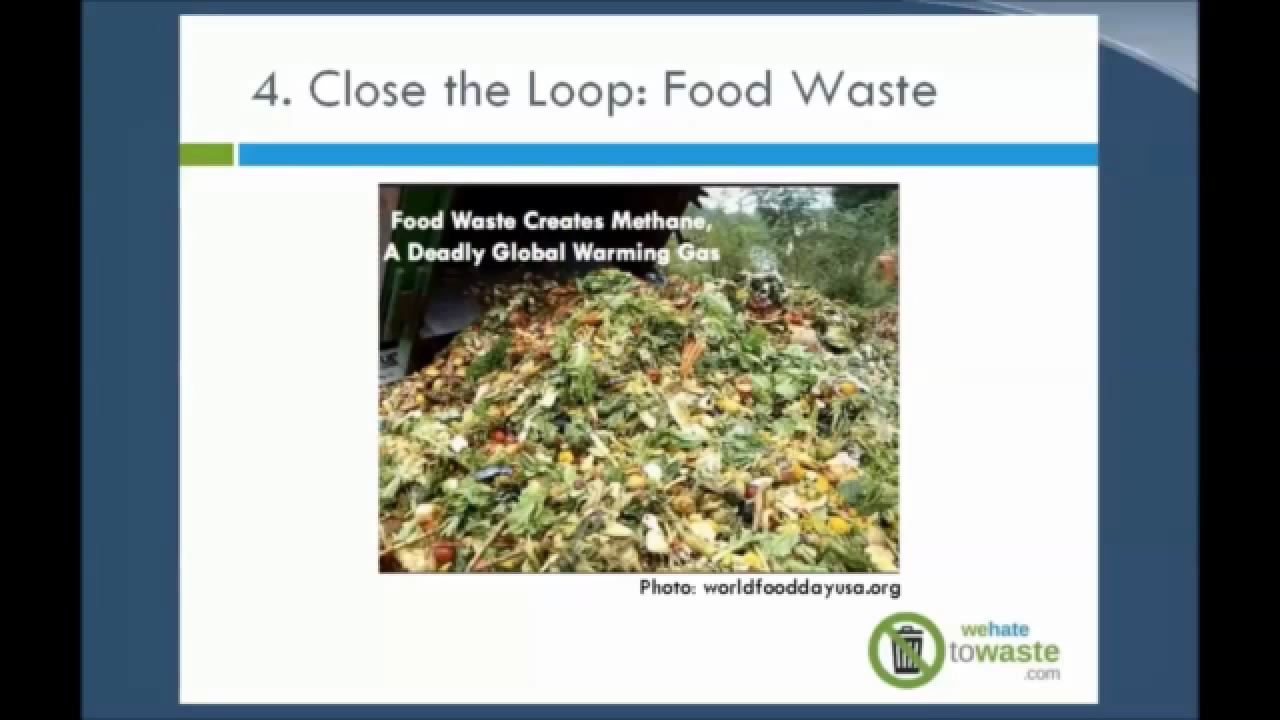 4. Close the Loop: Food Waste
Food Waste Creates Methane,
A Deadly Global Warming Gas
Photo: worldfooddayusa.org
wehate
towaste
.com